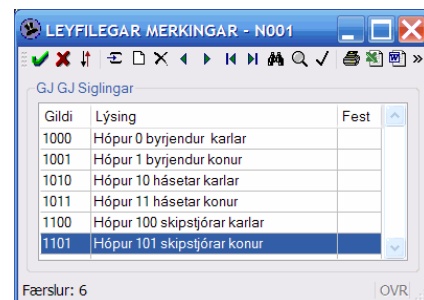 LEYFILEGAR MERKINGAR - N001
GJ GJ Siglingar
Gildi Lýsing Fest
1000 Hópur 0 byrjendur karlar
1001 Hópur 1 byrjendur konur
1010 Hópur 10 hásetar karlar
1011 Hópur 11 hásetar konur
1100 Hópur 100 skipstjórar karlar
1101 Hópur 101 skipstjórar konur
Færslur: 6 OVR